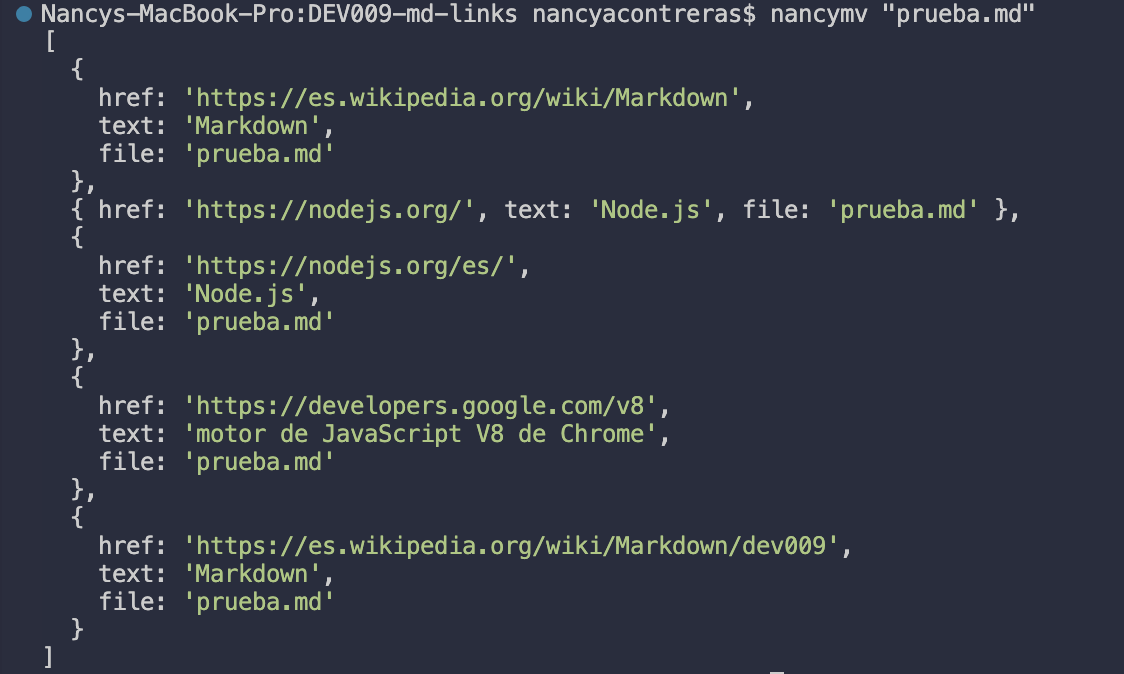 Nancys-MacBook-Pro:DEV009-md-links nancyacontreras$ nancymv "prueba.md"
[
  {
    href: 'https://es.wikipedia.org/wiki/Markdown',
    text: 'Markdown',
    file: 'prueba.md'
  },
  { href: 'https://nodejs.org/', text: 'Node.js', file: 'prueba.md' },
  {
    href: 'https://nodejs.org/es/',
    text: 'Node.js',
    file: 'prueba.md'
  },
  {
    href: 'https://developers.google.com/v8',
    text: 'motor de JavaScript V8 de Chrome',
    file: 'prueba.md'
  },
  {
    href: 'https://es.wikipedia.org/wiki/Markdown/dev009',
    text: 'Markdown',
    file: 'prueba.md'
  }
]